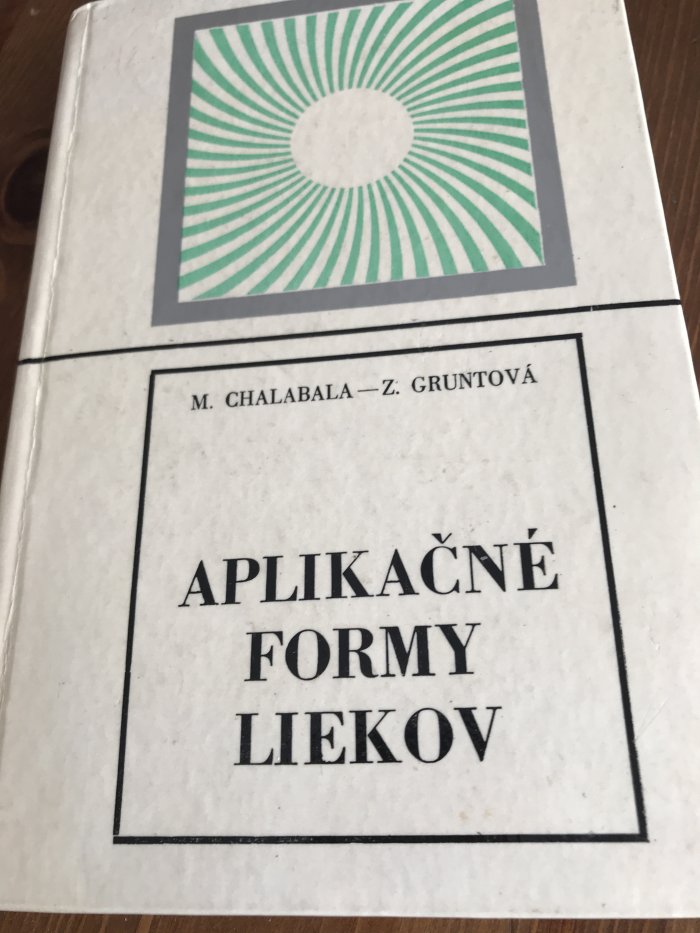 M. CHALABALA — Z. GRUNTOVÁ
APLIKAČNÉ
FORMY
LIEKOV